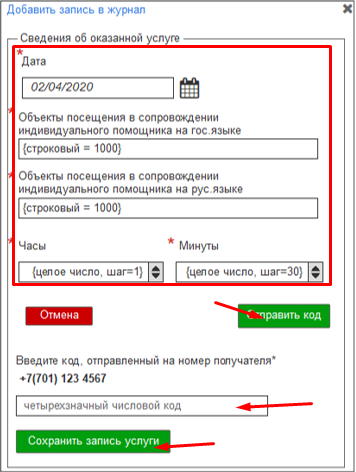 Добавить запись в журнал
Сведения об оказанной услуге
* Дата
02/04/2020
* Объекты посещения в сопровождении
индивидуального помощника на гос.языке
{строковый = 1000}
* Объекты посещения в сопровождении
индивидуального помощника на рус.языке
{строковый = 1000}
* Часы * Минуты
{целое число, шаг=1} {целое число, шаг=30}
Отмена Отправить код
Введите код, отправленный на номер получателя*
+7(701) 123 4567
четырехзначный числовой код
Сохранить запись услуги